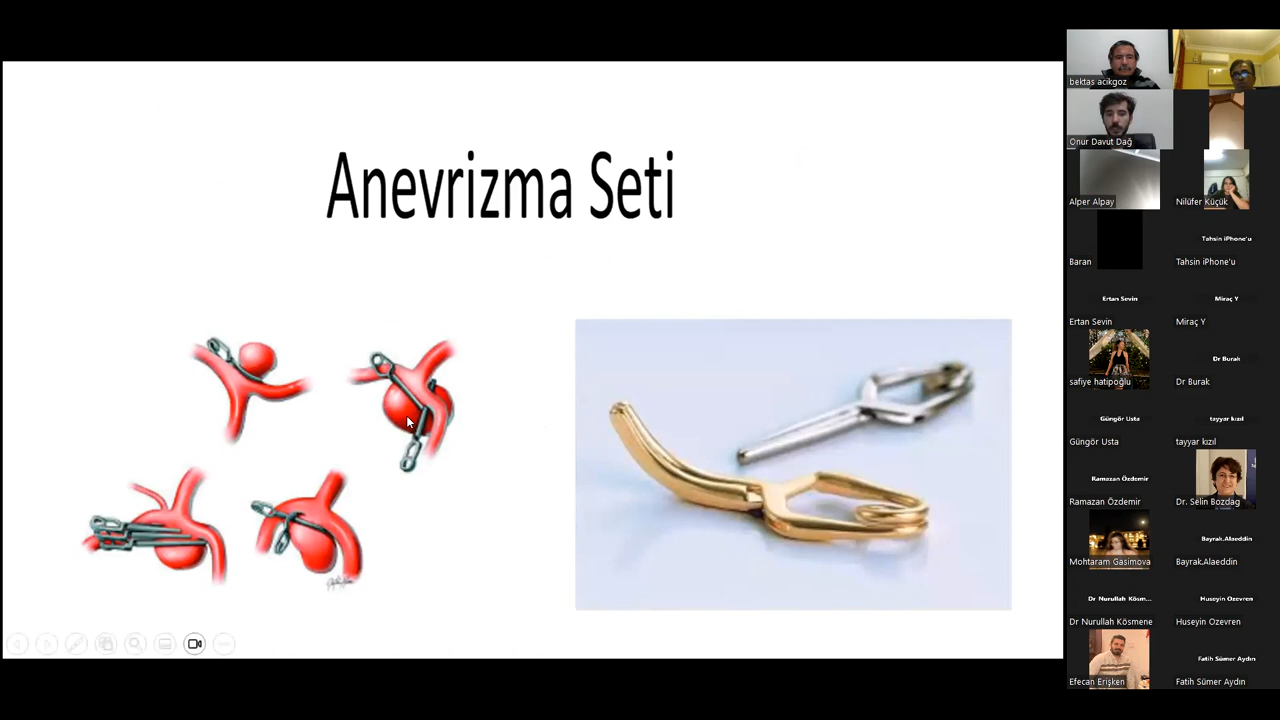 Anevrizma Seti
bektas acikgoz
Onur Davut Dağ
Alper Alpay
Nilüfer Küçük
Baran
Tahsin iPhone'u
Tahsin iPhone'u
Ertan Sevin
Miraç Y
Ertan Sevin
Miraç Y
Dr Burak
safiye hatipoğlu
Dr Burak
Güngör Usta
tayyar kızıl
Güngör Usta
tayyar kızıl
Ramazan Özdemir
Ramazan Özdemir
Dr. Selin Bozdag
Bayrak.Alaeddin
Mohtaram Gasimova
Bayrak.Alaeddin
Dr Nurullah Kösm...
Huseyin Ozevren
Dr Nurullah Kösmene
Huseyin Ozevren
Fatih Sümer Aydın
Efecan Erişken
Fatih Sümer Aydın